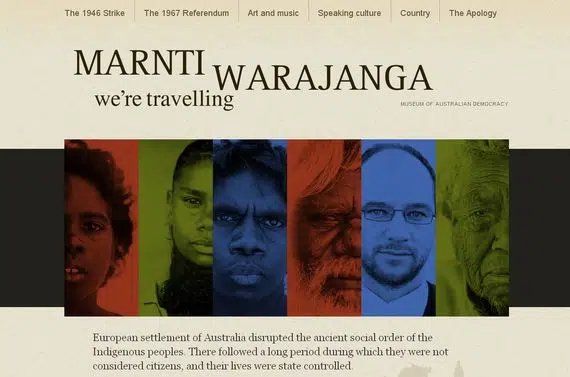 The 1946 Strike The 1967 Referendum Art and music Speaking culture Country The Apology
MARNTI WARAJANGA
we're travelling
MUSEUM OF AUSTRALIAN DEMOCRACY
European settlement of Australia disrupted the ancient social order of the
Indigenous peoples. There followed a long period during which they were not
considered citizens, and their lives were state controlled.